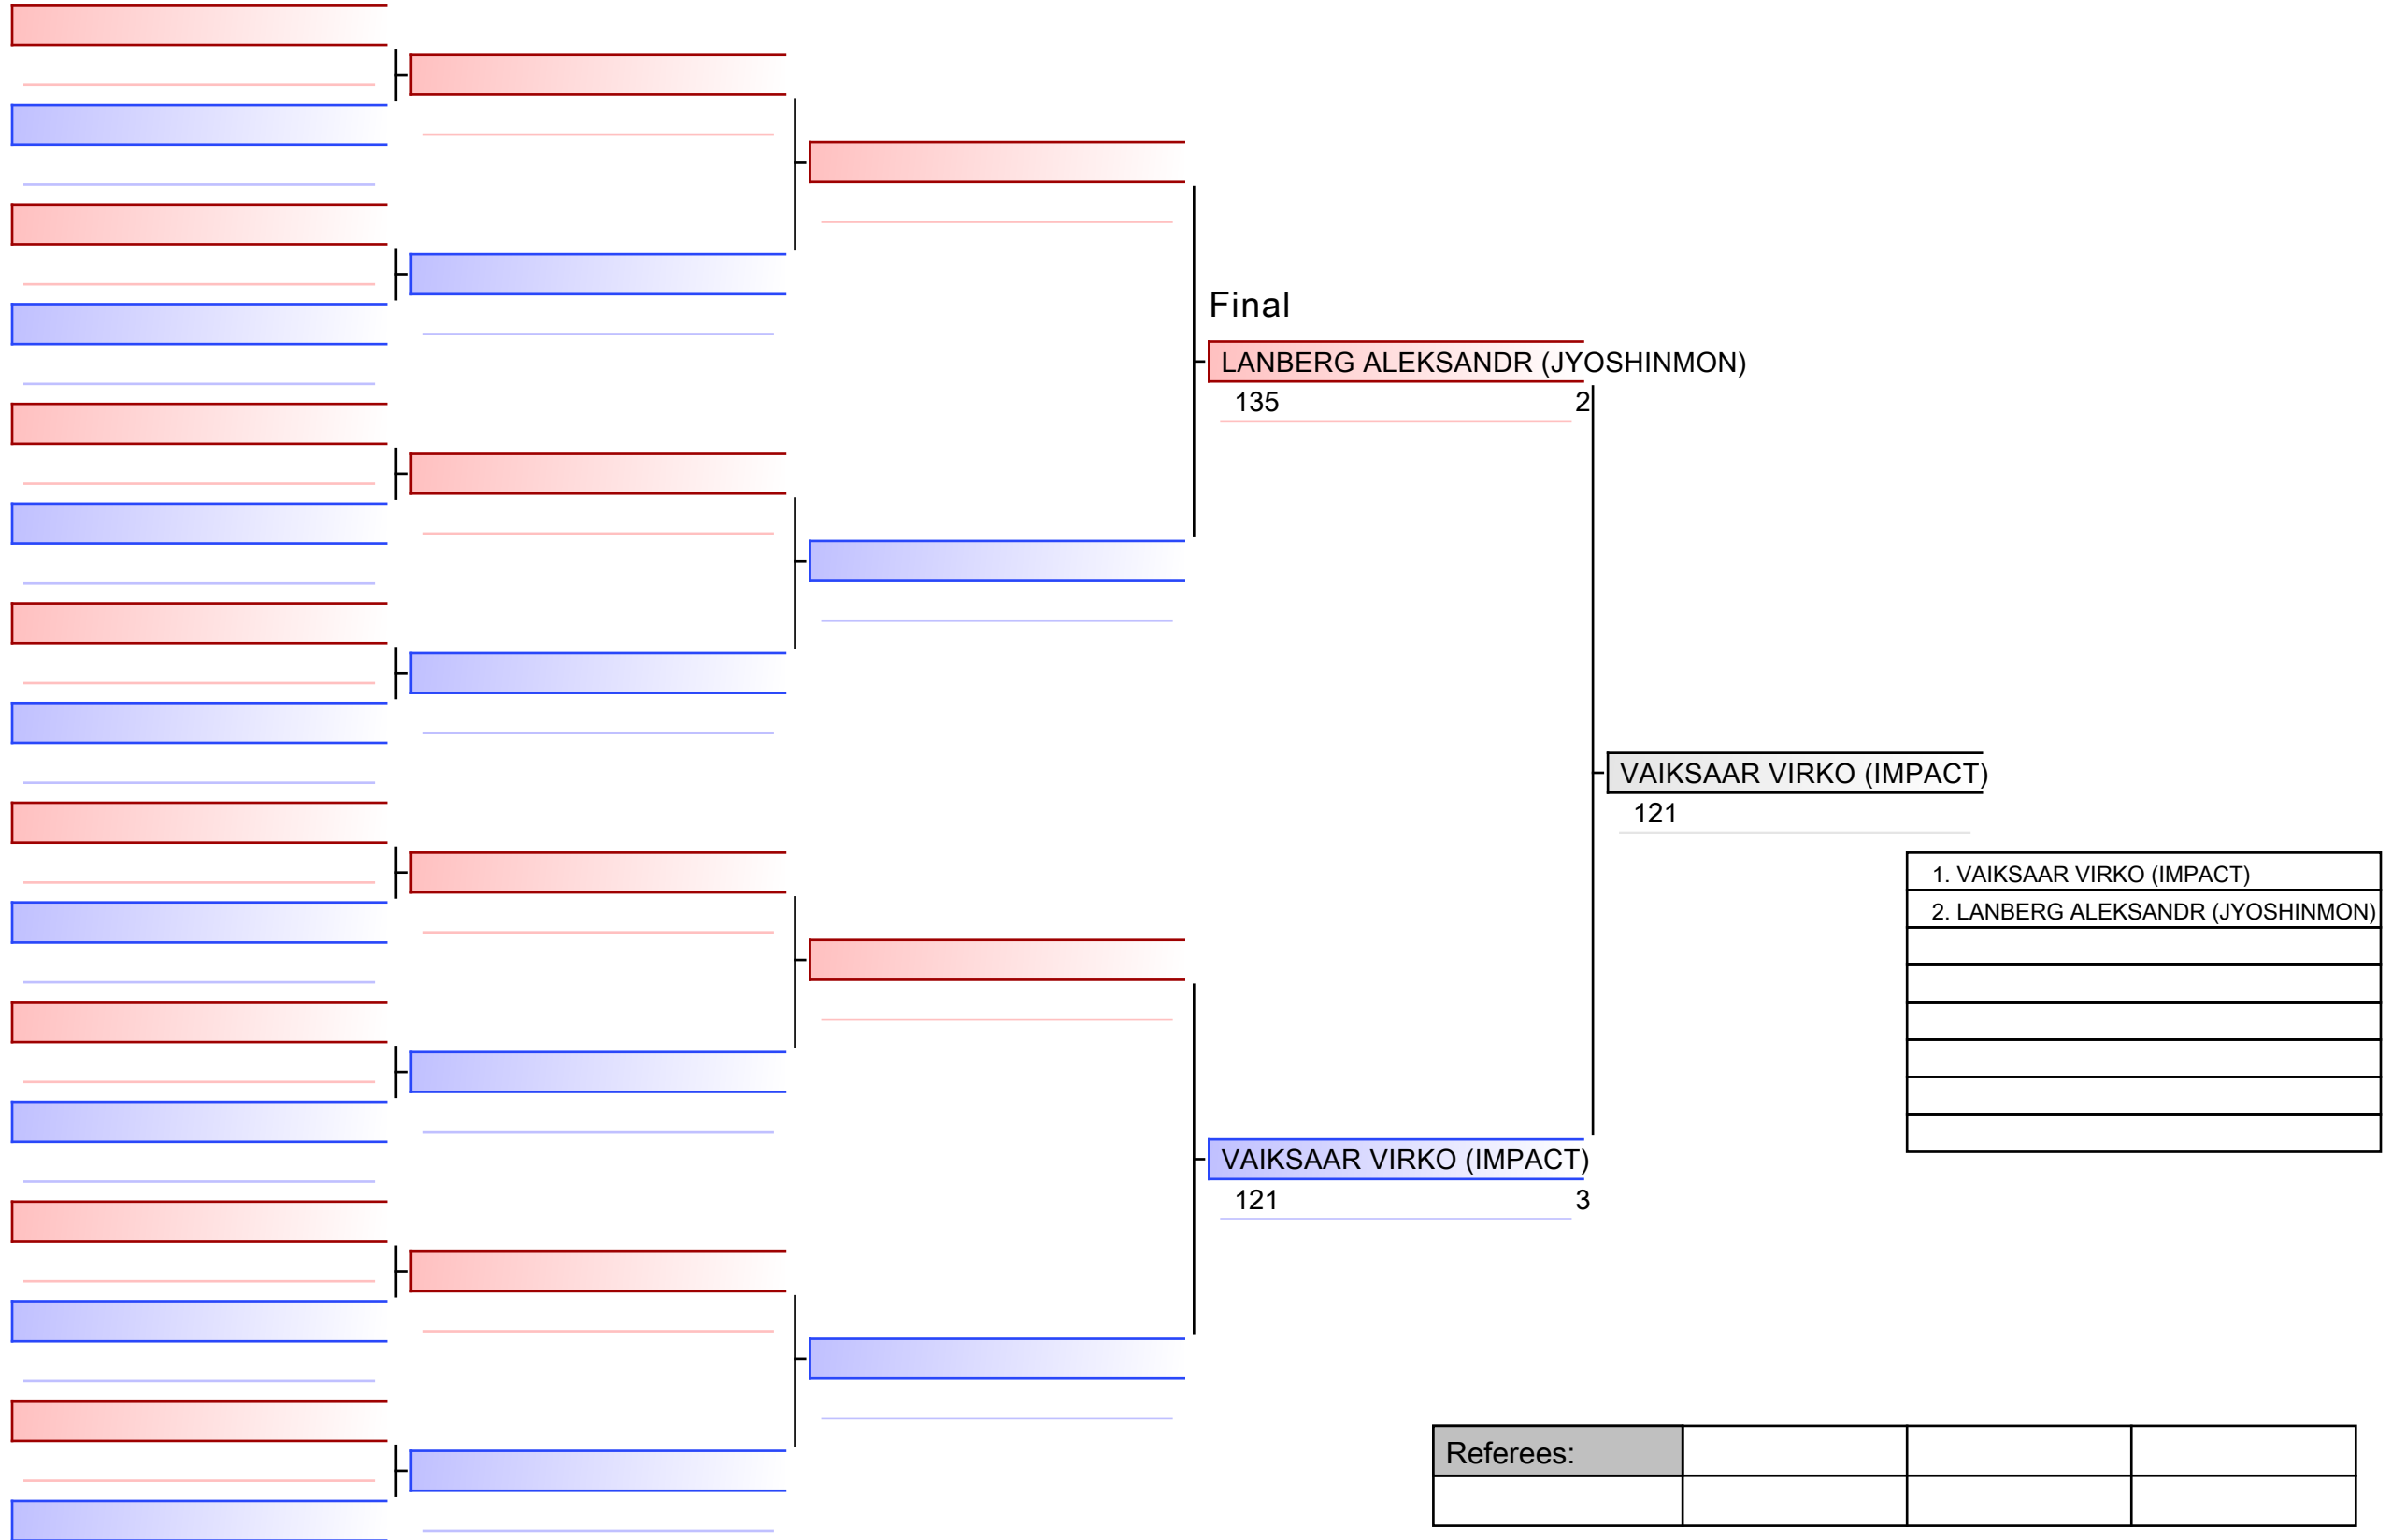 Final
LANBERG ALEKSANDR (JYOSHINMON)
135 2
VAIKSAAR VIRKO (IMPACT)
121
1. VAIKSAAR VIRKO (IMPACT)
2. LANBERG ALEKSANDR (JYOSHINMON)
VAIKSAAR VIRKO (IMPACT)
121 3
Referees: